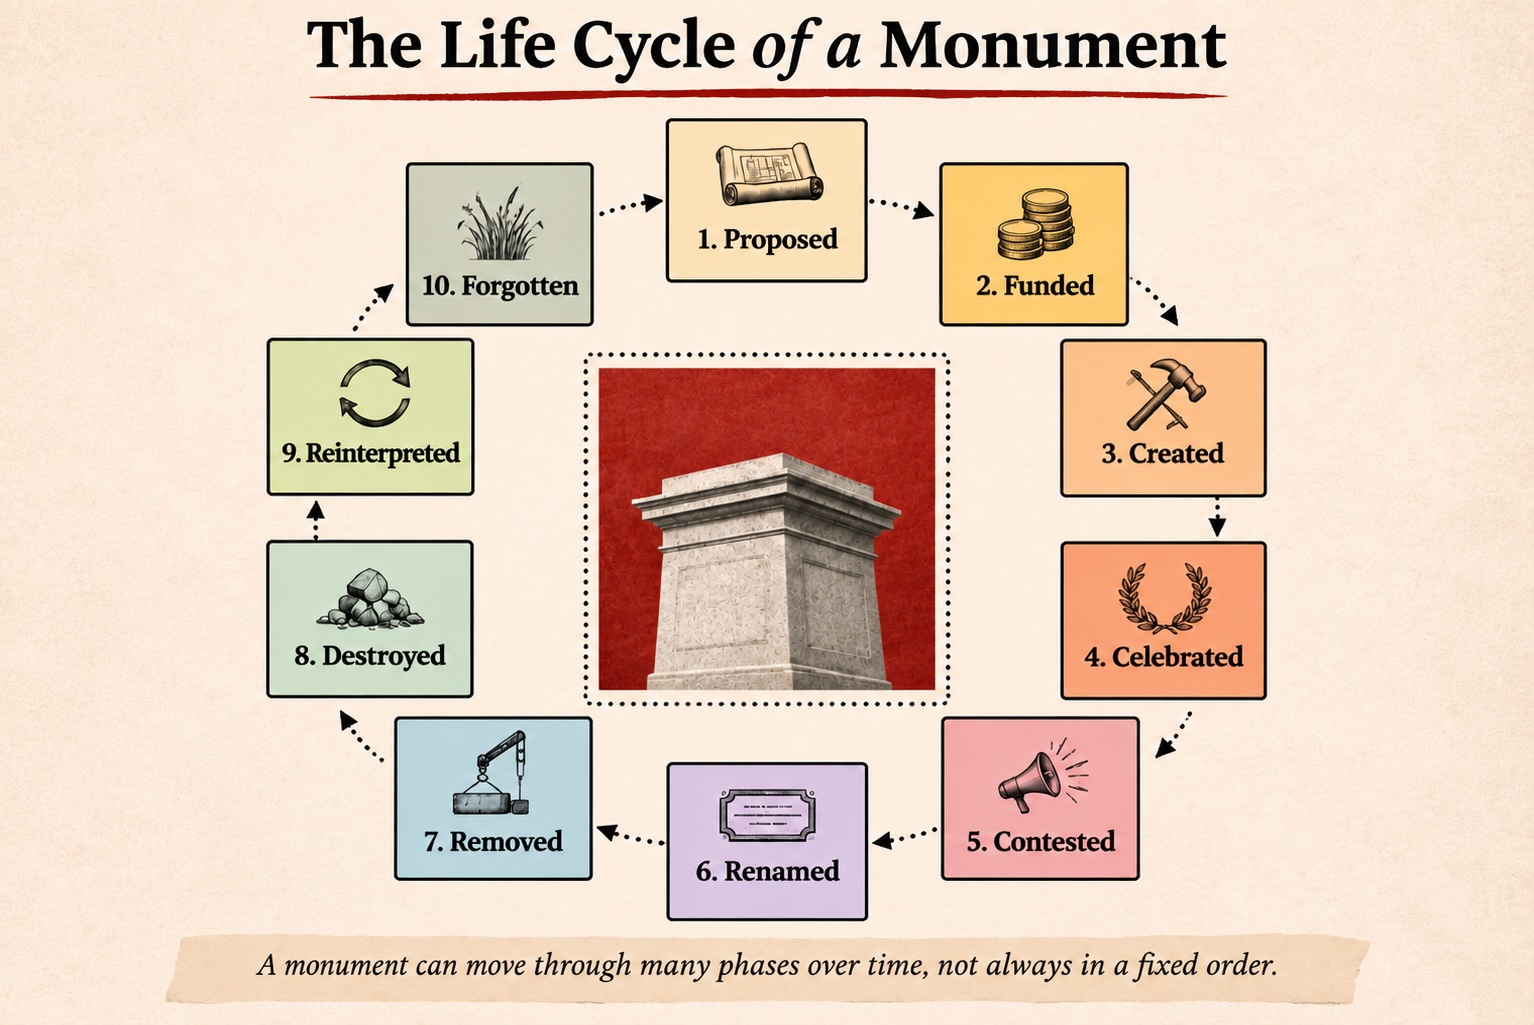 The Life Cycle of a Monument
1. Proposed
2. Funded
3. Created
4. Celebrated
5. Contested
6. Renamed
7. Removed
8. Destroyed
9. Reinterpreted
10. Forgotten
A monument can move through many phases over time, not always in a fixed order.